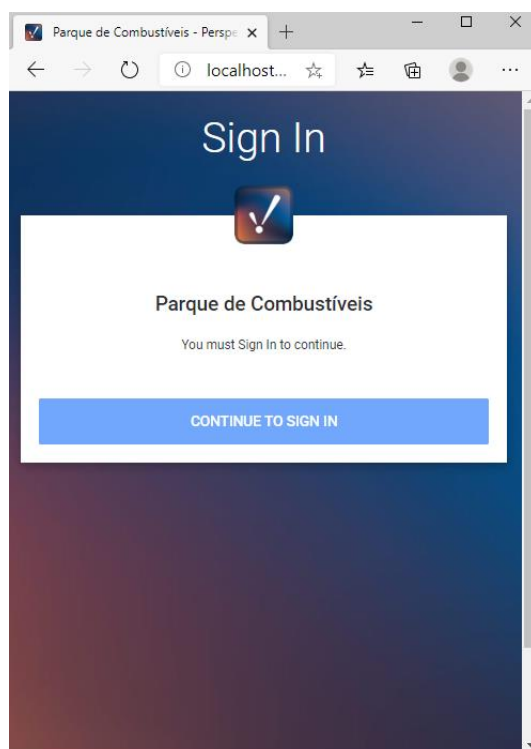 Parque de Combustíveis - Perspe
localhost...
Sign In
Parque de Combustíveis
You must Sign In to continue.
CONTINUE TO SIGN IN